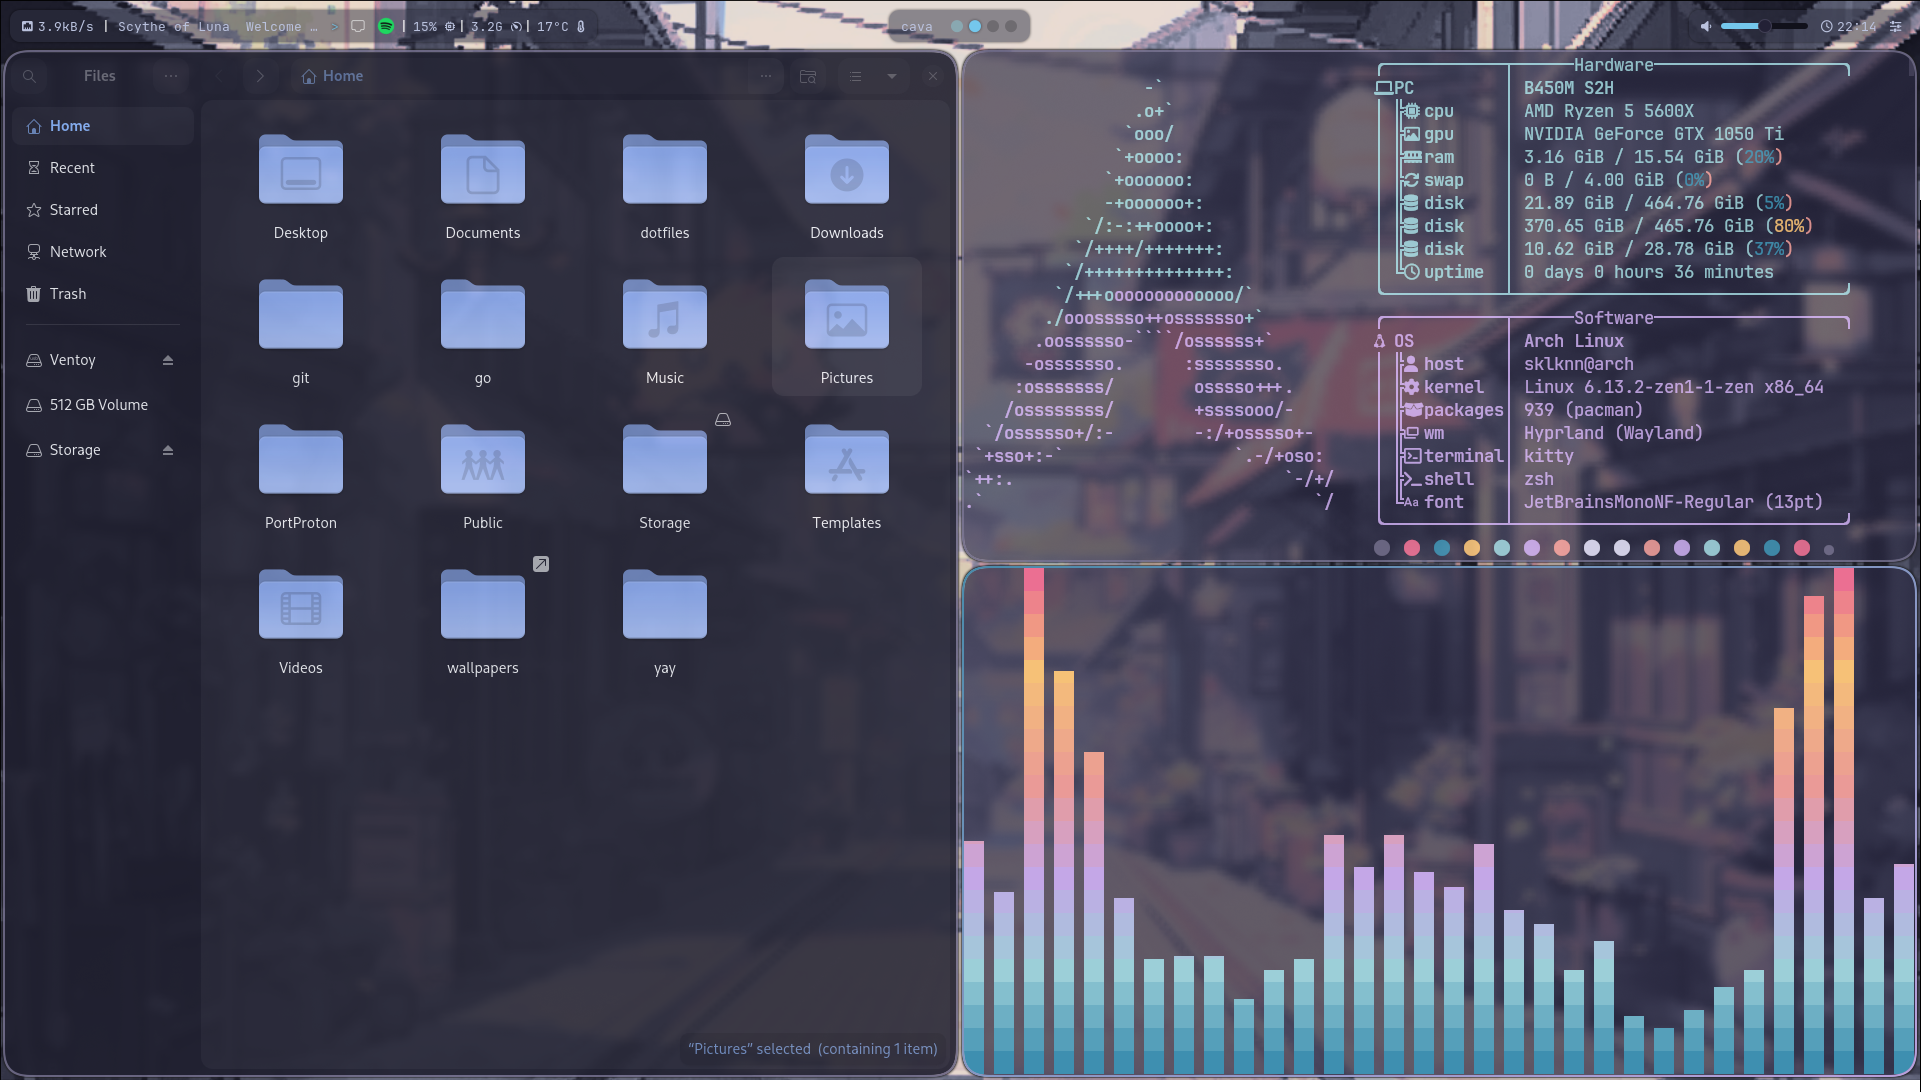 3.9kB/s | Scythe of Luna Welcome … > | 15% | 3.2G | 17°C
cava
22:14
Files
Home
Home
Recent
Starred
Network
Trash
Ventoy
512 GB Volume
Storage
Desktop
Documents
dotfiles
Downloads
git
go
Music
Pictures
PortProton
Public
Storage
Templates
Videos
wallpapers
yay
“Pictures” selected (containing 1 item)
-`
.o+`
`ooo/
`+oooo:
`+oooooo:
-+oooooo+:
`/:-:++oooo+:
`/++++/+++++++:
`/++++++++++++++:
`/+++ooooooooooooo/`
./ooosssso++osssssso+`
.oossssso-````/ossssss+`
-osssssso. :ssssssso.
:osssssss/ osssso+++.
/ossssssss/ +ssssooo/-
`/ossssso+/:- -:/+osssso+-
`+sso+:-` `.-/+oso:
`++:. `-/+/
.` `/
Hardware
PC B450M S2H
cpu AMD Ryzen 5 5600X
gpu NVIDIA GeForce GTX 1050 Ti
ram 3.16 GiB / 15.54 GiB (20%)
swap 0 B / 4.00 GiB (0%)
disk 21.89 GiB / 464.76 GiB (5%)
disk 370.65 GiB / 465.76 GiB (80%)
disk 10.62 GiB / 28.78 GiB (37%)
uptime 0 days 0 hours 36 minutes
Software
OS Arch Linux
host sklknn@arch
kernel Linux 6.13.2-zen1-1-zen x86_64
packages 939 (pacman)
wm Hyprland (Wayland)
terminal kitty
shell zsh
font JetBrainsMonoNF-Regular (13pt)